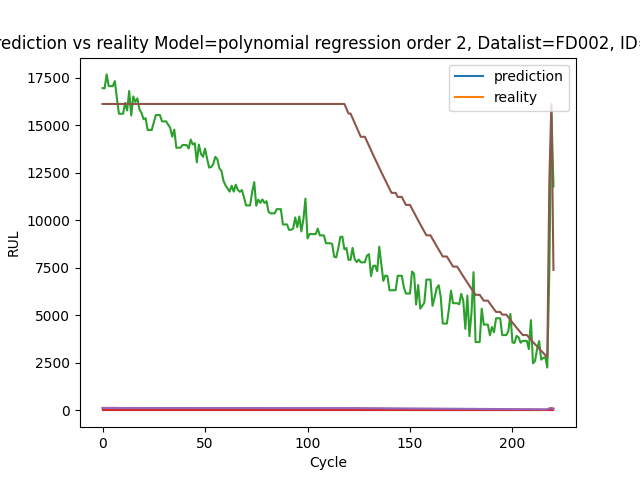 rediction vs reality Model=polynomial regression order 2, Datalist=FD002, ID=
prediction
reality
RUL
17500
15000
12500
10000
7500
5000
2500
0
0 50 100 150 200
Cycle